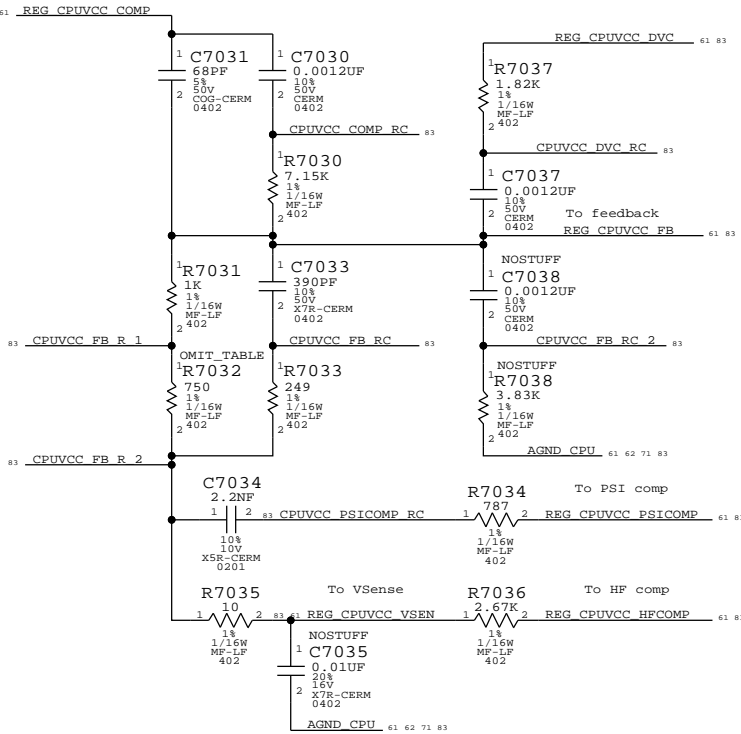 61 REG_CPUVCC_COMP
REG_CPUVCC_DVC 61 83
1 C7031
68PF
5%
50V
COG-CERM
0402
2
1 C7030
0.0012UF
10%
50V
CERM
0402
2
1 R7037
1.82K
1%
1/16W
MF-LF
402
2
CPUVCC_COMP_RC 83
CPUVCC_DVC_RC 83
1 R7030
7.15K
1%
1/16W
MF-LF
402
2
1 C7037
0.0012UF
10%
50V
CERM
0402
2
To feedback
REG_CPUVCC_FB 61 83
1 R7031
1K
1%
1/16W
MF-LF
402
2
1 C7033
390PF
10%
50V
X7R-CERM
0402
2
NOSTUFF
1 C7038
0.0012UF
10%
50V
CERM
0402
2
83 CPUVCC_FB_R_1
CPUVCC_FB_RC 83
CPUVCC_FB_RC_2 83
OMIT_TABLE
1 R7032
750
1%
1/16W
MF-LF
402
2
1 R7033
249
1%
1/16W
MF-LF
402
2
NOSTUFF
1 R7038
3.83K
1%
1/16W
MF-LF
402
2
AGND_CPU 61 62 71 83
83 CPUVCC_FB_R_2
C7034
2.2NF
1 2
10%
10V
X5R-CERM
0201
83 CPUVCC_PSICOMP_RC
R7034
787
1 2
1%
1/16W
MF-LF
402
To PSI comp
REG_CPUVCC_PSICOMP 61 8
R7035
10
1 2
1%
1/16W
MF-LF
402
To VSense
83 61 REG_CPUVCC_VSEN
R7036
2.67K
1 2
1%
1/16W
MF-LF
402
To HF comp
REG_CPUVCC_HFCOMP 61 8
NOSTUFF
1 C7035
0.01UF
20%
16V
X7R-CERM
0402
2
AGND_CPU 61 62 71 83